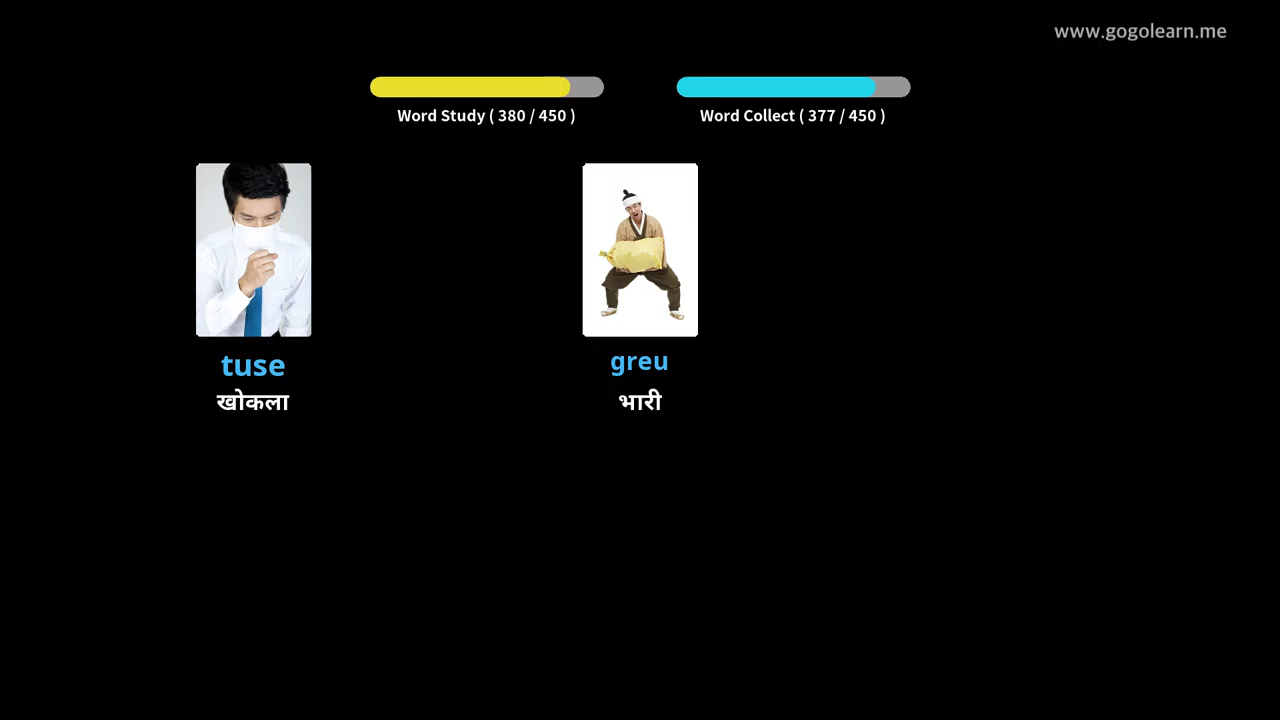 www.gogolearn.me
Word Study ( 380 / 450 )
Word Collect ( 377 / 450 )
tuse
greu
खोकला
भारी